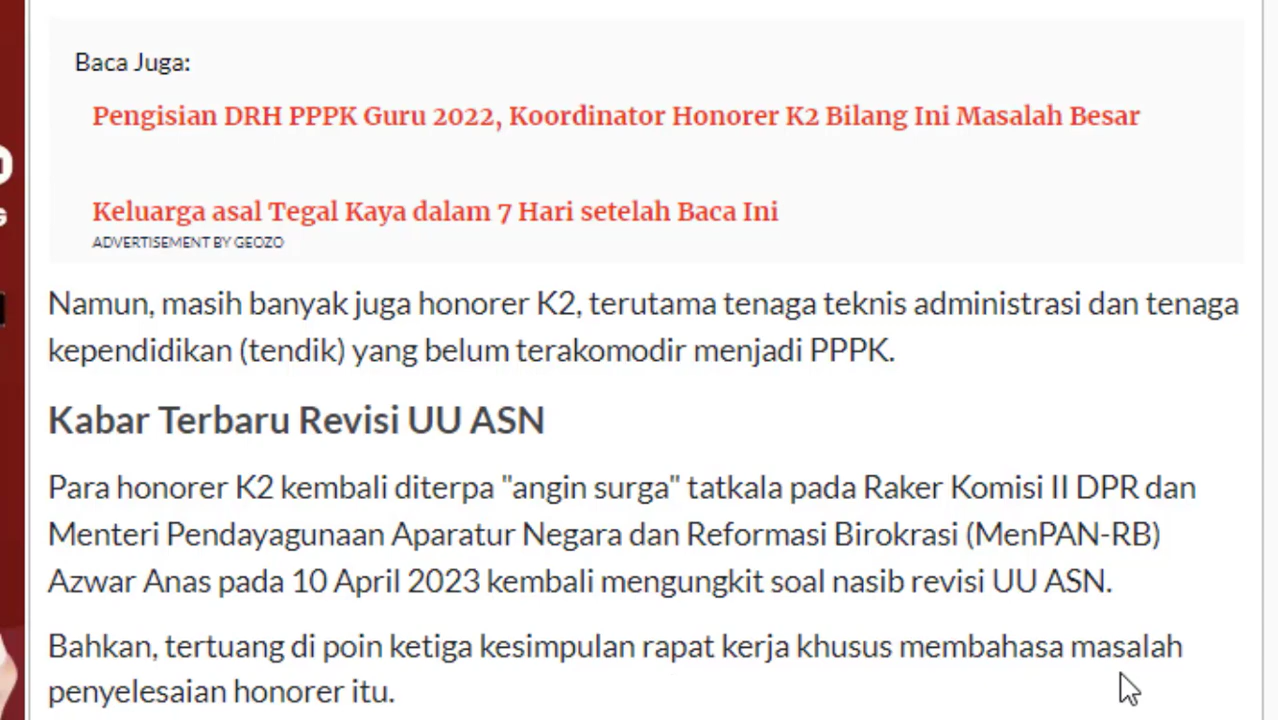 Baca Juga:
Pengisian DRH PPPK Guru 2022, Koordinator Honorer K2 Bilang Ini Masalah Besar
Keluarga asal Tegal Kaya dalam 7 Hari setelah Baca Ini
ADVERTISEMENT BY GEOZO
Namun, masih banyak juga honorer K2, terutama tenaga teknis administrasi dan tenaga
kependidikan (tendik) yang belum terakomodir menjadi PPPK.
Kabar Terbaru Revisi UU ASN
Para honorer K2 kembali diterpa "angin surga" tatkala pada Raker Komisi II DPR dan
Menteri Pendayagunaan Aparatur Negara dan Reformasi Birokrasi (MenPAN-RB)
Azwar Anas pada 10 April 2023 kembali mengungkit soal nasib revisi UU ASN.
Bahkan, tertuang di poin ketiga kesimpulan rapat kerja khusus membahasa masalah
penyelesaian honorer itu.